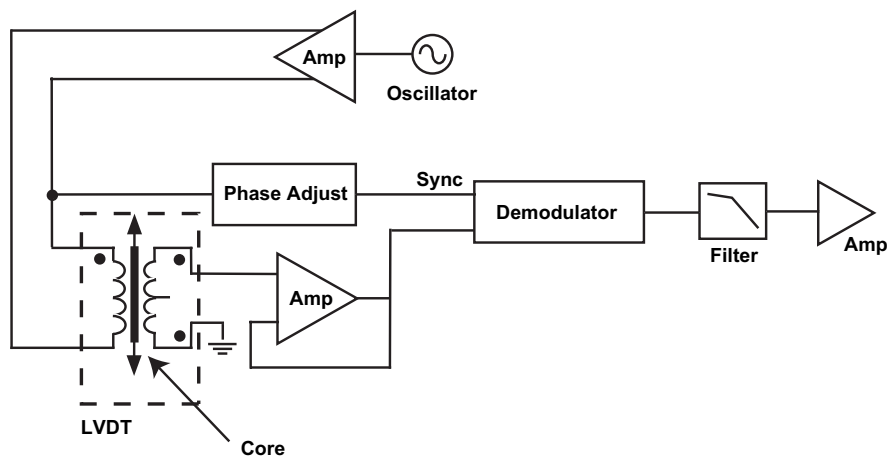 Amp
Oscillator
Phase Adjust
Sync
Demodulator
Filter
Amp
Amp
LVDT
Core